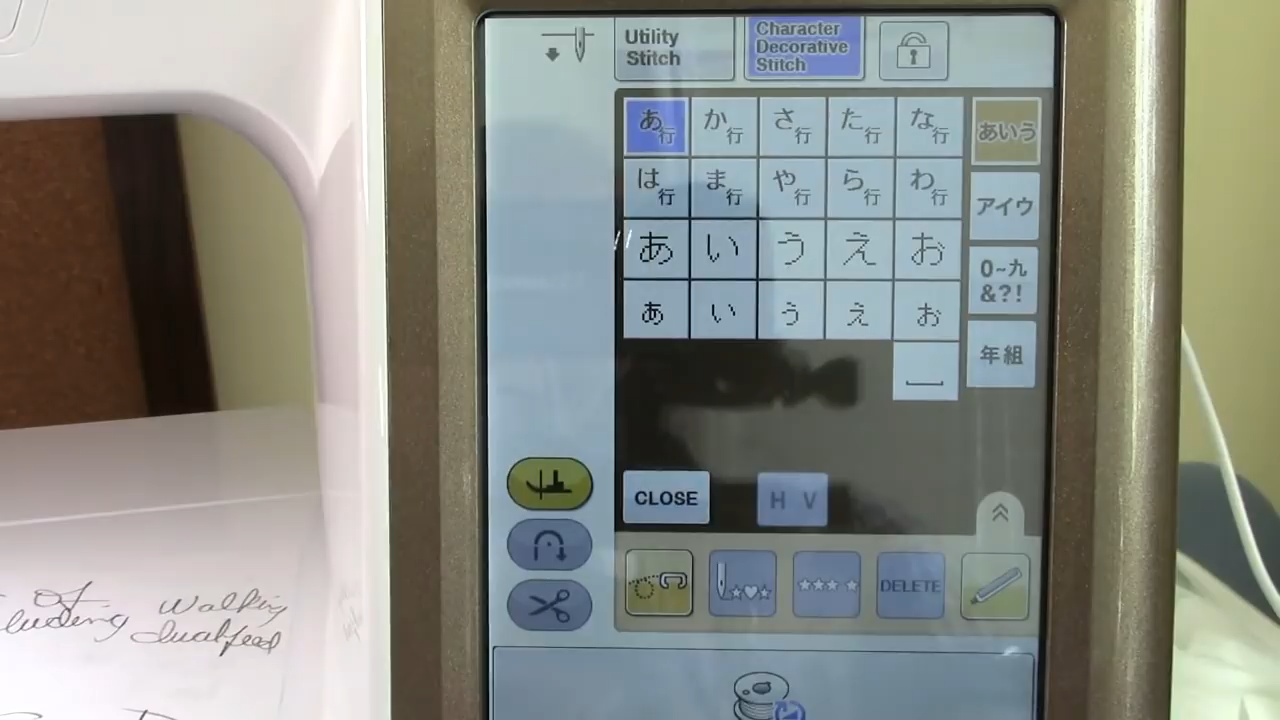 Utility
Stitch
Character
Decorative
Stitch
あ行 か行 さ行 た行 な行
は行 ま行 や行 ら行 わ行
あ い う え お
ぁ ぃ ぅ ぇ ぉ
あいう
アイウ
0~九
&?!
年組
CLOSE
H V
DELETE
of Walking
dualfeed